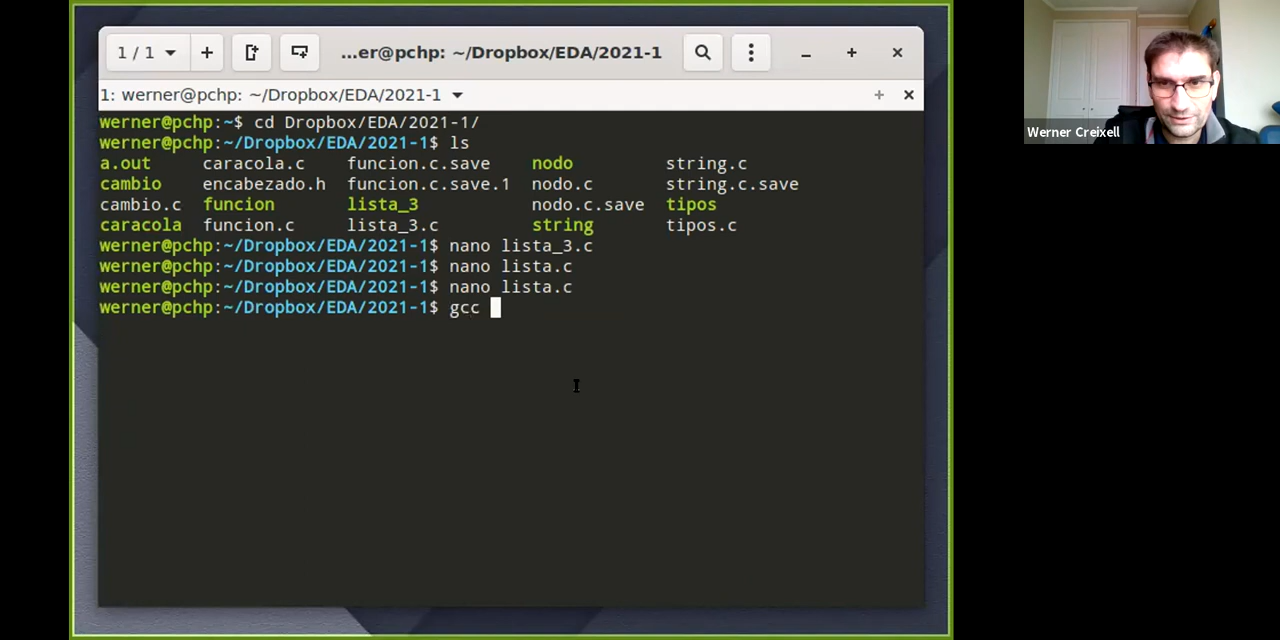 1 / 1 …er@pchp: ~/Dropbox/EDA/2021-1
1: werner@pchp: ~/Dropbox/EDA/2021-1
werner@pchp:~$ cd Dropbox/EDA/2021-1/
werner@pchp:~/Dropbox/EDA/2021-1$ ls
a.out caracola.c funcion.c.save nodo string.c
cambio encabezado.h funcion.c.save.1 nodo.c string.c.save
cambio.c funcion lista_3 nodo.c.save tipos
caracola funcion.c lista_3.c string tipos.c
werner@pchp:~/Dropbox/EDA/2021-1$ nano lista_3.c
werner@pchp:~/Dropbox/EDA/2021-1$ nano lista.c
werner@pchp:~/Dropbox/EDA/2021-1$ nano lista.c
werner@pchp:~/Dropbox/EDA/2021-1$ gcc
Werner Creixell